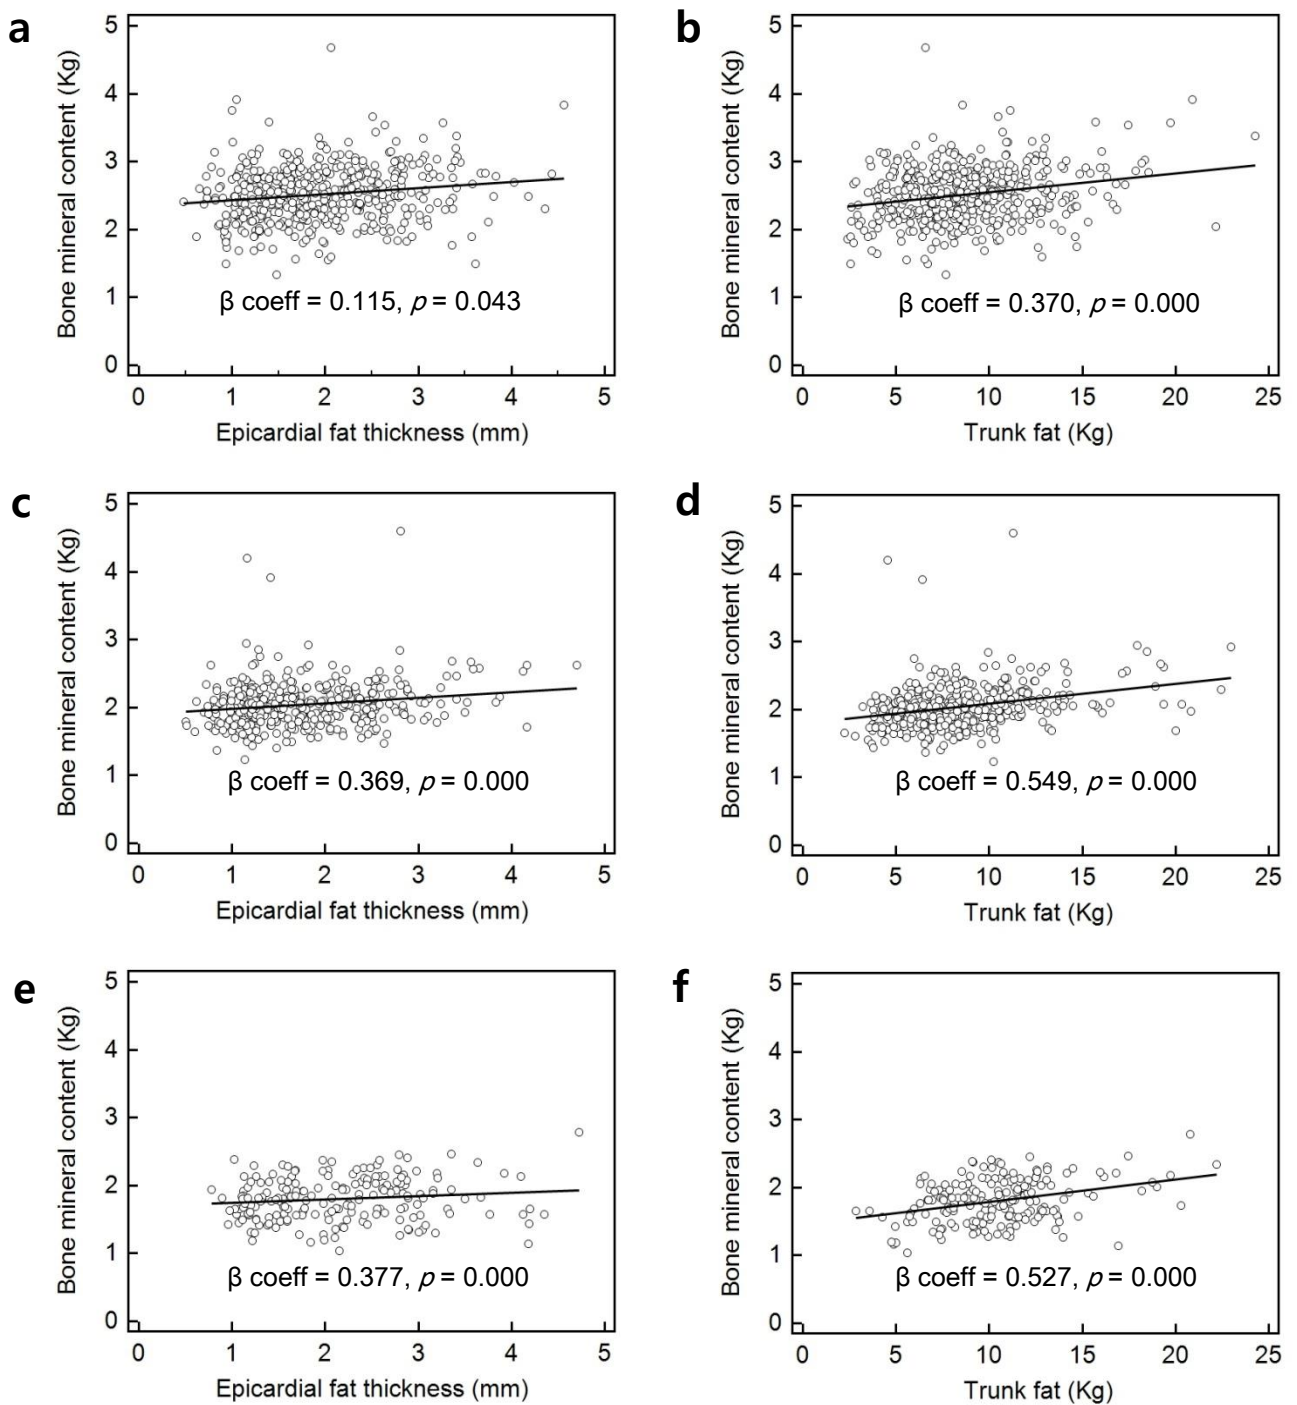 a
5
4
3
2
1
0
Bone mineral content (Kg)
β coeff = 0.115, p = 0.043
0 1 2 3 4 5
Epicardial fat thickness (mm)
b
5
4
3
2
1
0
Bone mineral content (Kg)
β coeff = 0.370, p = 0.000
0 5 10 15 20 25
Trunk fat (Kg)
c
5
4
3
2
1
0
Bone mineral content (Kg)
β coeff = 0.369, p = 0.000
0 1 2 3 4 5
Epicardial fat thickness (mm)
d
5
4
3
2
1
0
Bone mineral content (Kg)
β coeff = 0.549, p = 0.000
0 5 10 15 20 25
Trunk fat (Kg)
e
5
4
3
2
1
0
Bone mineral content (Kg)
β coeff = 0.377, p = 0.000
0 1 2 3 4 5
Epicardial fat thickness (mm)
f
5
4
3
2
1
0
Bone mineral content (Kg)
β coeff = 0.527, p = 0.000
0 5 10 15 20 25
Trunk fat (Kg)